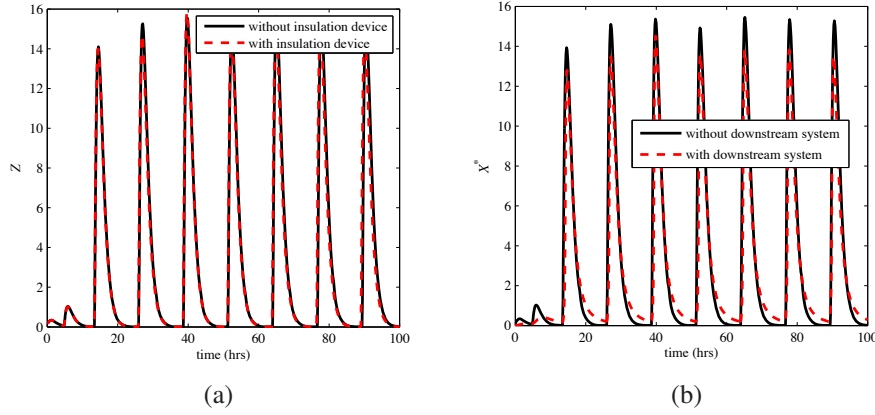 16
14
12
10
8
6
4
2
0
Z
without insulation device
with insulation device
0 20 40 60 80 100
time (hrs)
(a)
16
14
12
10
8
6
4
2
0
X*
without downstream system
with downstream system
0 20 40 60 80 100
time (hrs)
(b)